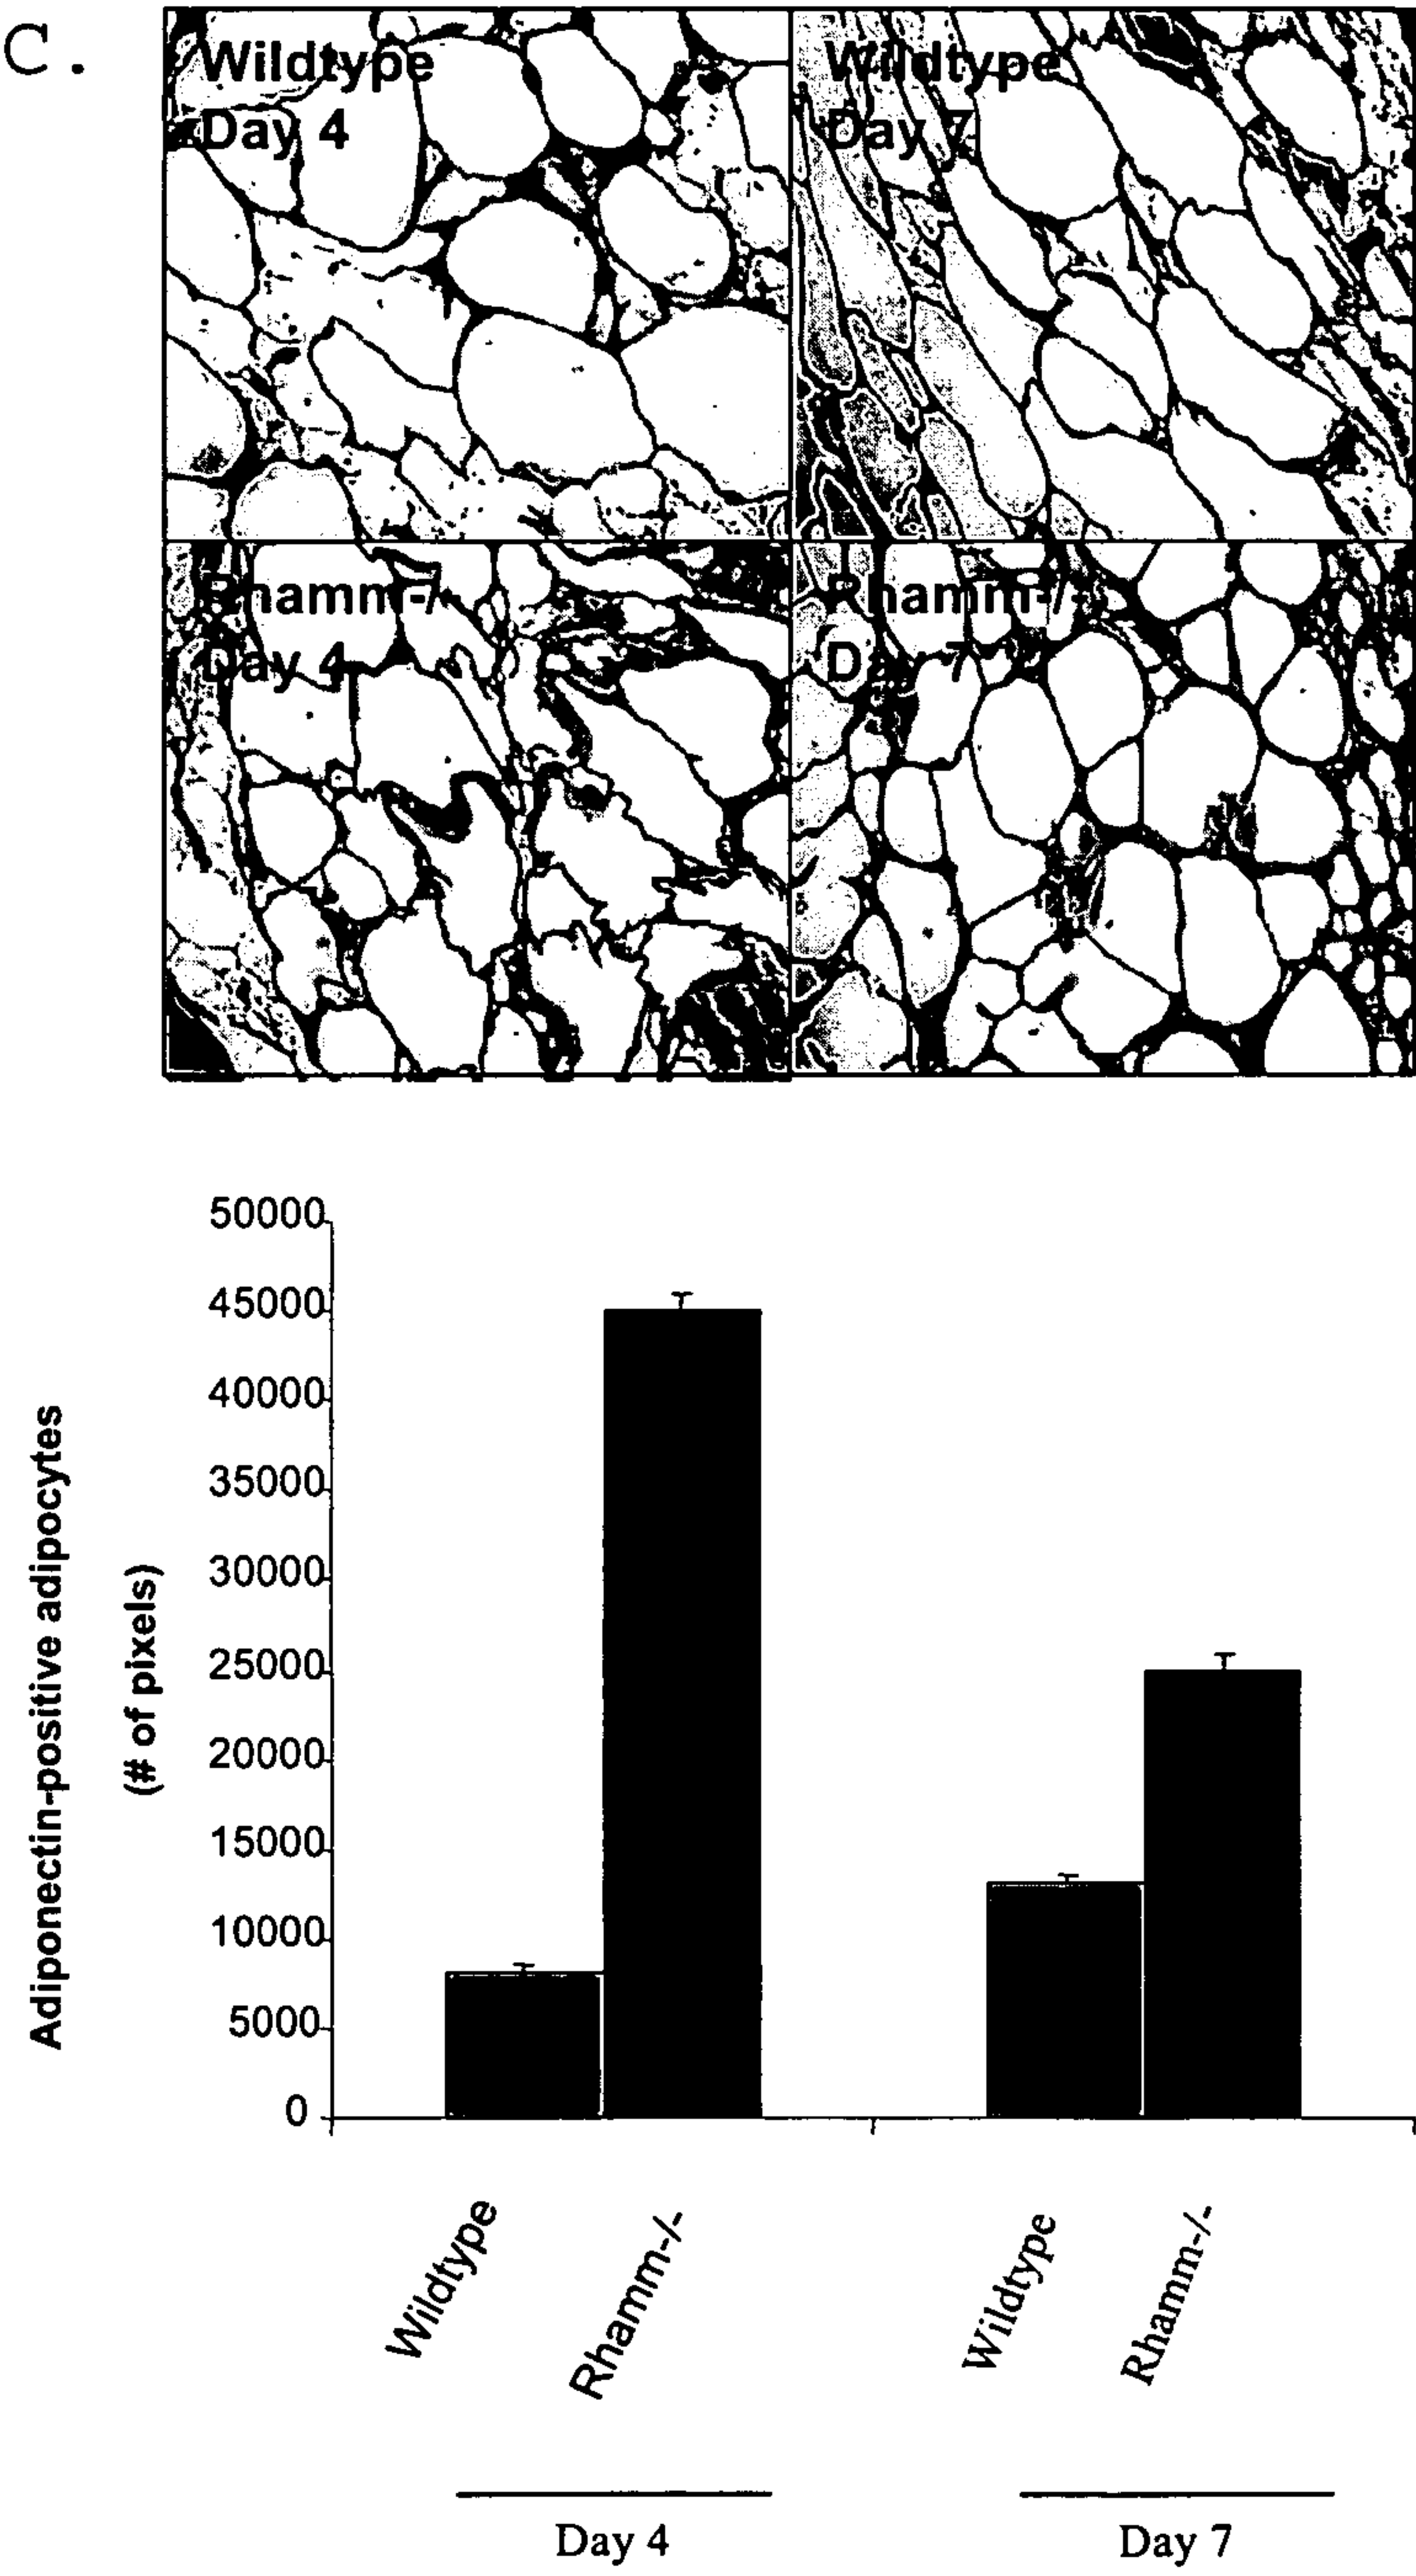 C.
Wildtype
Day 4
Wildtype
Day 7
Rhamm-/-
Day 4
Rhamm-/-
Day 7
Adiponectin-positive adipocytes
(# of pixels)
50000
45000
40000
35000
30000
25000
20000
15000
10000
5000
0
Wildtype
Rhamm-/-
Wildtype
Rhamm-/-
Day 4
Day 7